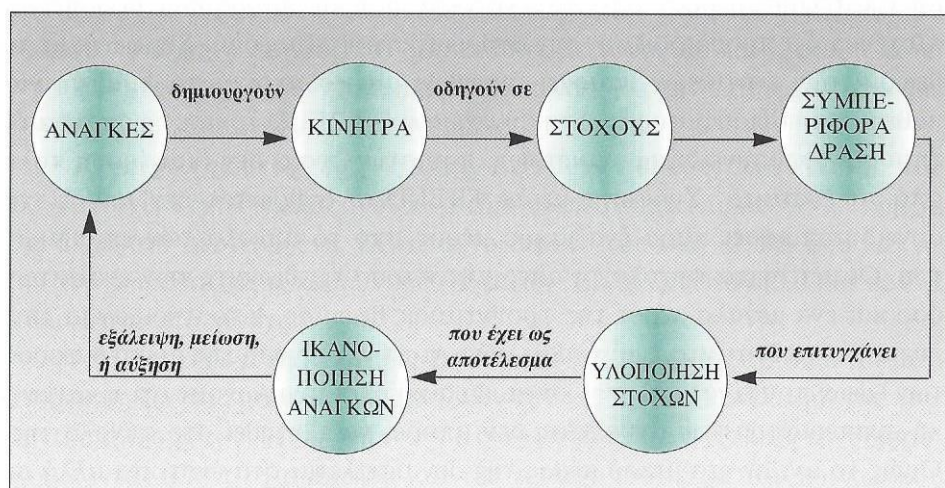 ΑΝΑΓΚΕΣ
δημιουργούν
ΚΙΝΗΤΡΑ
οδηγούν σε
ΣΤΟΧΟΥΣ
ΣΥΜΠΕ-
ΡΙΦΟΡΑ
ΔΡΑΣΗ
που επιτυγχάνει
ΥΛΟΠΟΙΗΣΗ
ΣΤΟΧΩΝ
που έχει ως
αποτέλεσμα
ΙΚΑΝΟ-
ΠΟΙΗΣΗ
ΑΝΑΓΚΩΝ
εξάλειψη, μείωση,
ή αύξηση